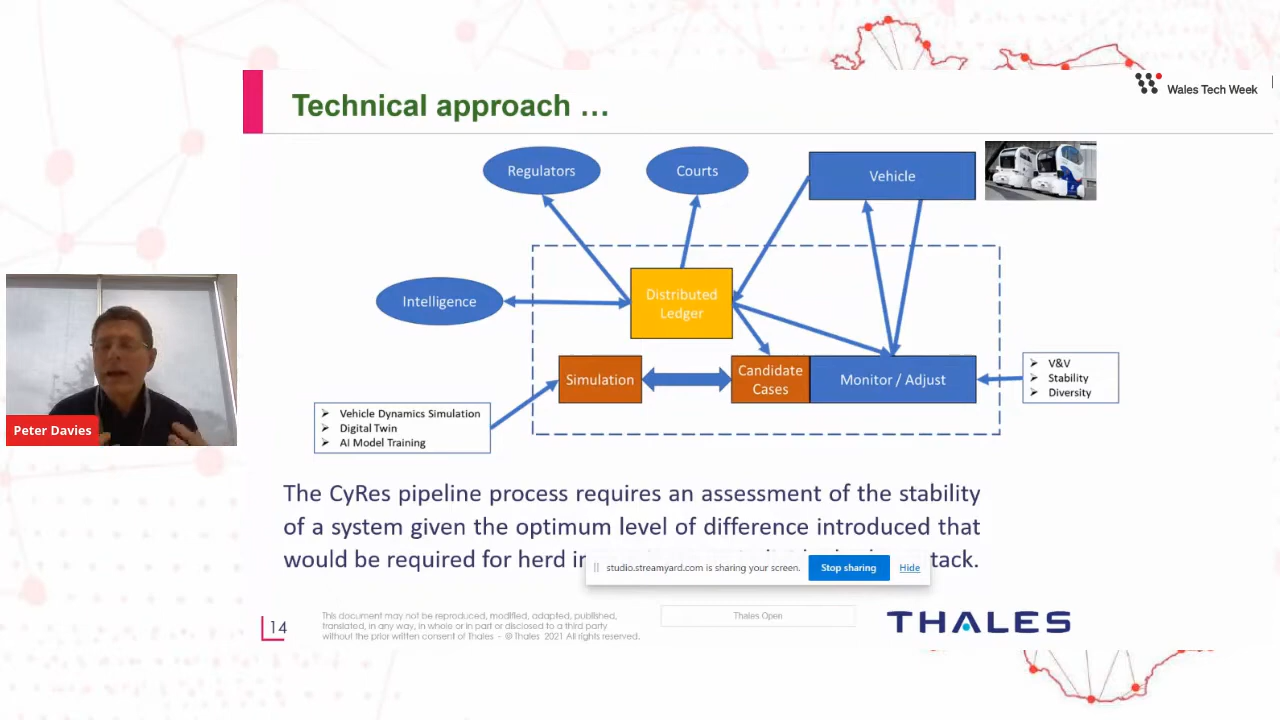 Technical approach …
Wales Tech Week
Regulators
Courts
Vehicle
Intelligence
Distributed
Ledger
Simulation
Candidate
Cases
Monitor / Adjust
➢ V&V
➢ Stability
➢ Diversity
➢ Vehicle Dynamics Simulation
➢ Digital Twin
➢ AI Model Training
Peter Davies
The CyRes pipeline process requires an assessment of the stability
of a system given the optimum level of difference introduced that
would be required for herd
tack.
studio.streamyard.com is sharing your screen.
Stop sharing
Hide
14
This document may not be reproduced, modified, adapted, published,
translated, in any way, in whole or in part or disclosed to a third party
without the prior written consent of Thales - © Thales 2021 All rights reserved.
Thales Open
THALES